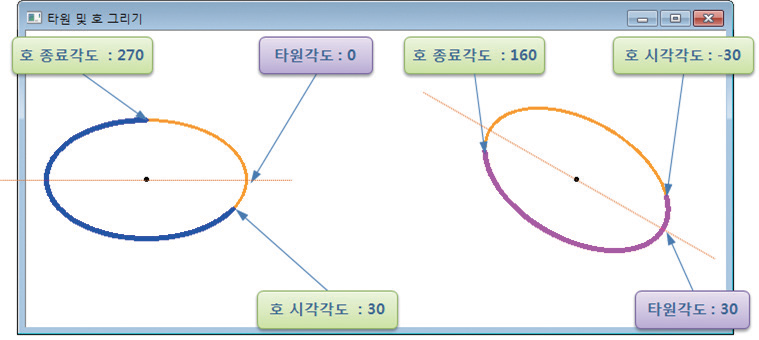 타원 및 호 그리기
호 종료각도 : 270
타원각도 : 0
호 종료각도 : 160
호 시각각도 : -30
호 시각각도 : 30
타원각도 : 30